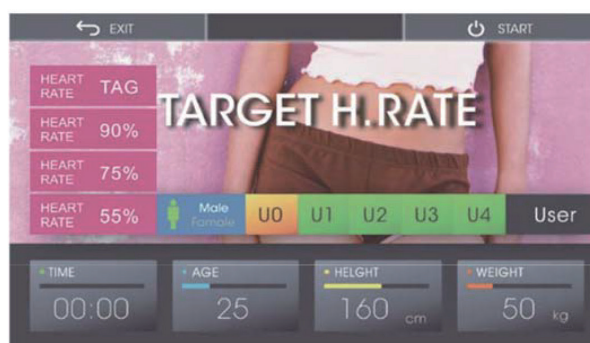 EXIT
START
HEART RATE TAG
HEART RATE 90%
HEART RATE 75%
HEART RATE 55%
TARGET H.RATE
Male
Famale
U0 U1 U2 U3 U4 User
TIME
00:00
AGE
25
HELGHT
160 cm
WEIGHT
50 kg